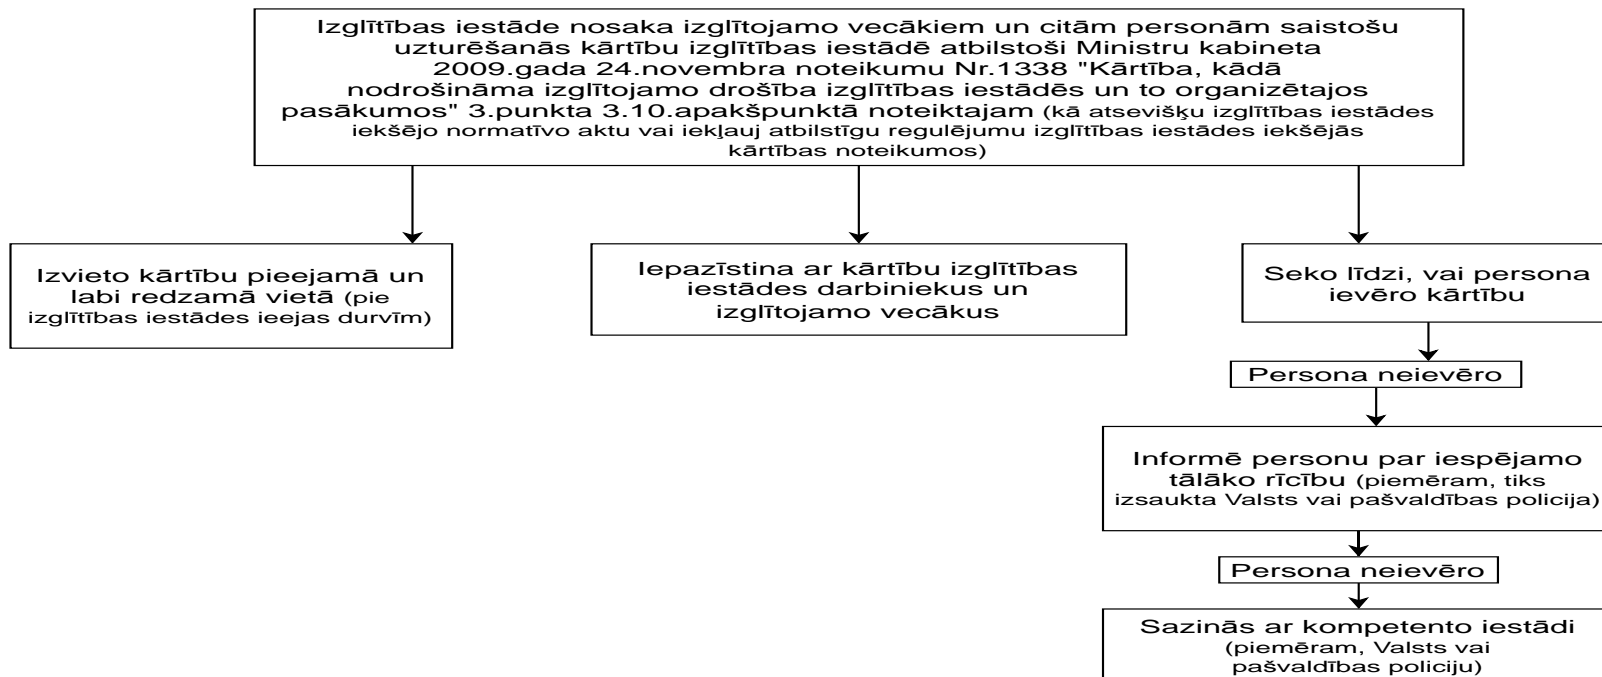 Izglītības iestāde nosaka izglītojamo vecākiem un citām personām saistošu
uzturēšanās kārtību izglītības iestādē atbilstoši Ministru kabineta
2009.gada 24.novembra noteikumu Nr.1338 "Kārtība, kādā
nodrošināma izglītojamo drošība izglītības iestādēs un to organizētajos
pasākumos" 3.punkta 3.10.apakšpunktā noteiktajam (kā atsevišķu izglītības iestādes
iekšējo normatīvo aktu vai iekļauj atbilstīgu regulējumu izglītības iestādes iekšējās
kārtības noteikumos)
Izvieto kārtību pieejamā un
labi redzamā vietā (pie
izglītības iestādes ieejas durvīm)
Iepazīstina ar kārtību izglītības
iestādes darbiniekus un
izglītojamo vecākus
Seko līdzi, vai persona
ievēro kārtību
Persona neievēro
Informē personu par iespējamo
tālāko rīcību (piemēram, tiks
izsaukta Valsts vai pašvaldības policija)
Persona neievēro
Sazinās ar kompetento iestādi
(piemēram, Valsts vai
pašvaldības policiju)